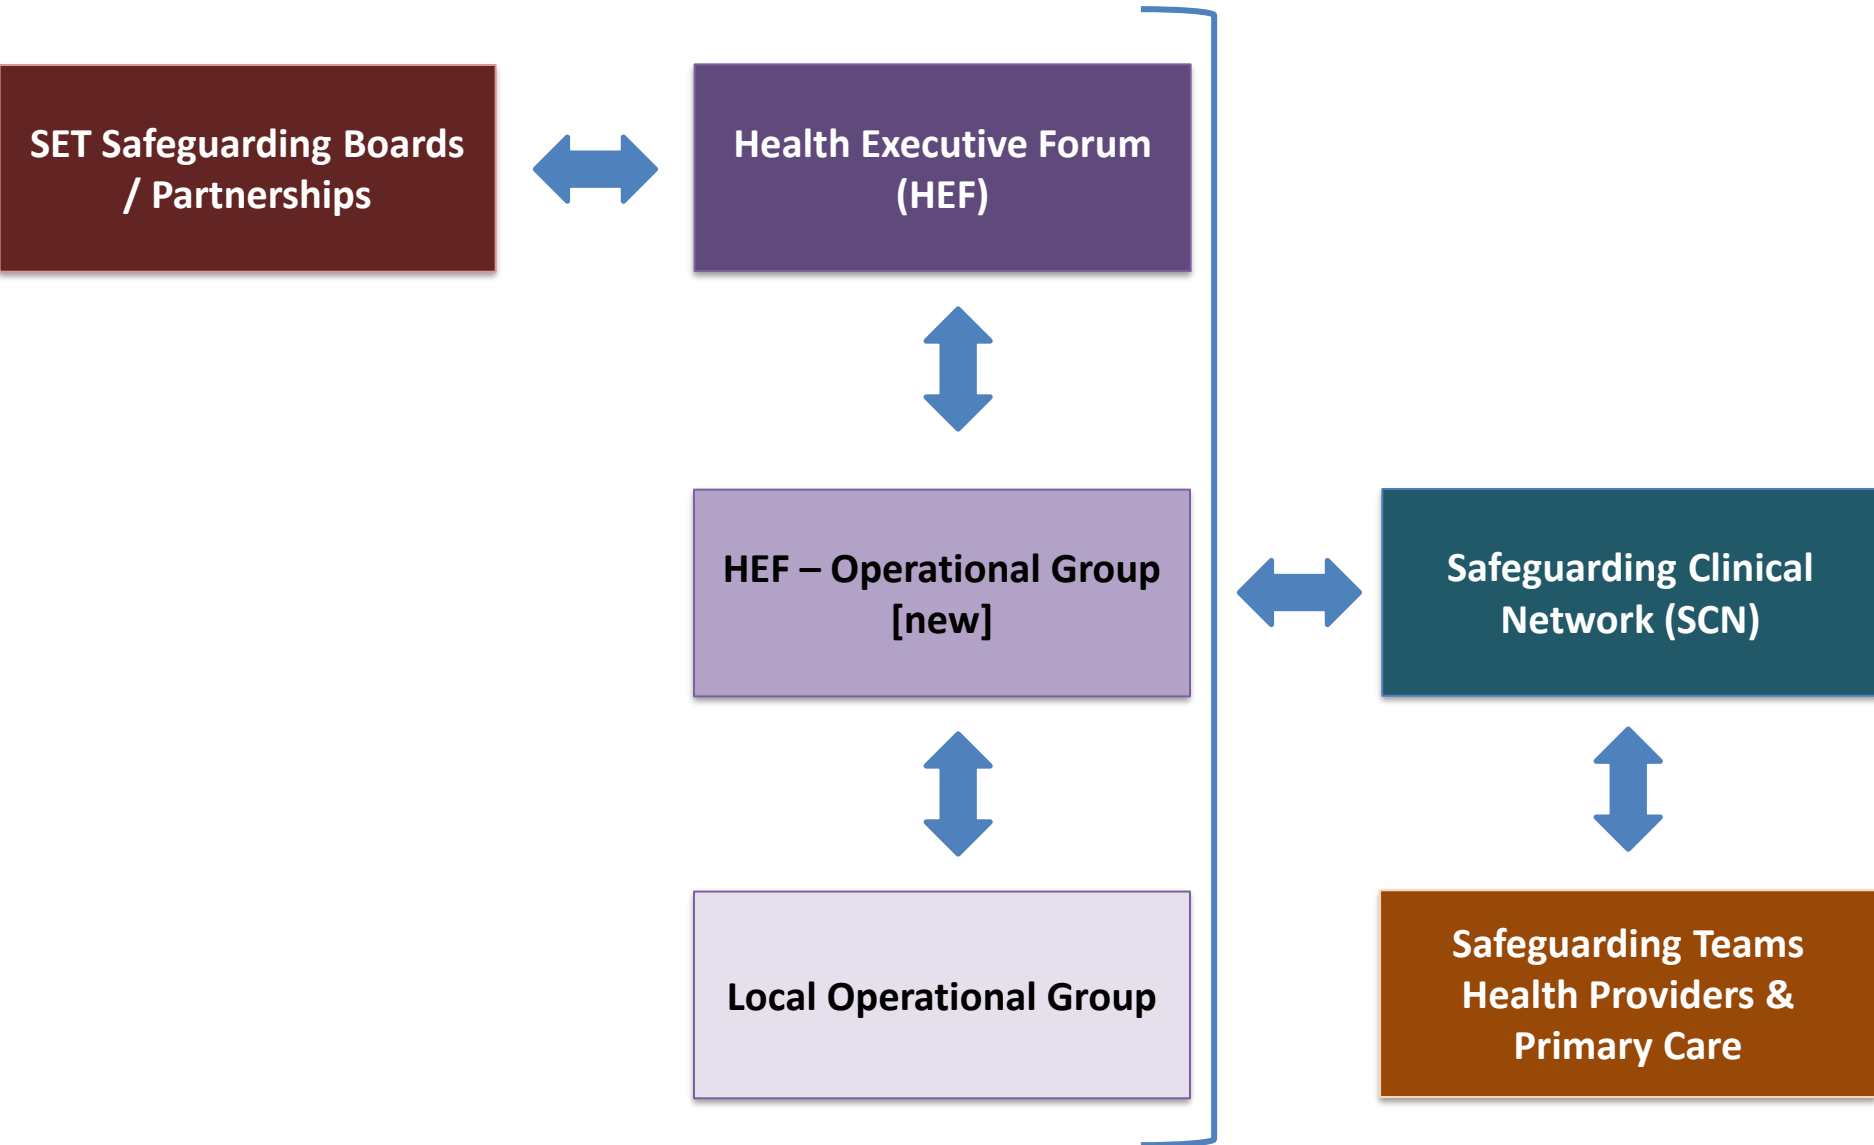 SET Safeguarding Boards
/ Partnerships
Health Executive Forum
(HEF)
HEF – Operational Group
[new]
Safeguarding Clinical
Network (SCN)
Local Operational Group
Safeguarding Teams
Health Providers &
Primary Care